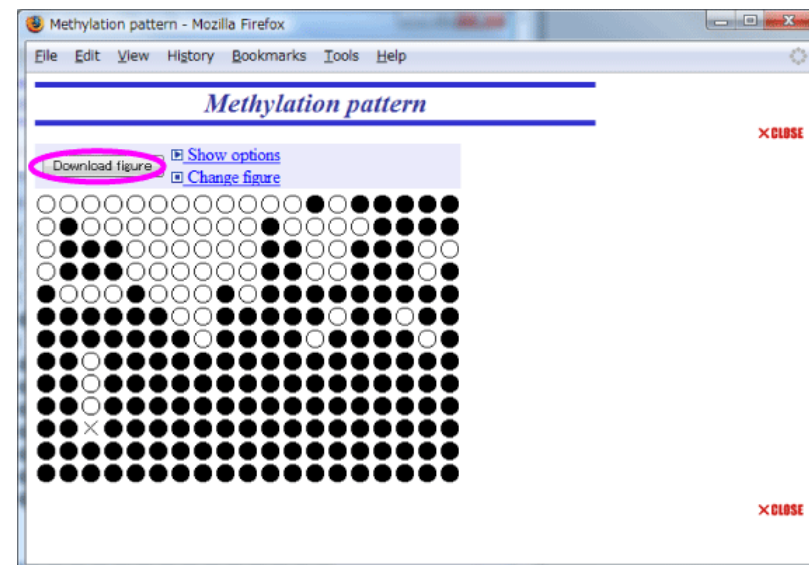 Methylation pattern - Mozilla Firefox
File Edit View History Bookmarks Tools Help
Methylation pattern
×CLOSE
Download figure
Show options
Change figure
×CLOSE